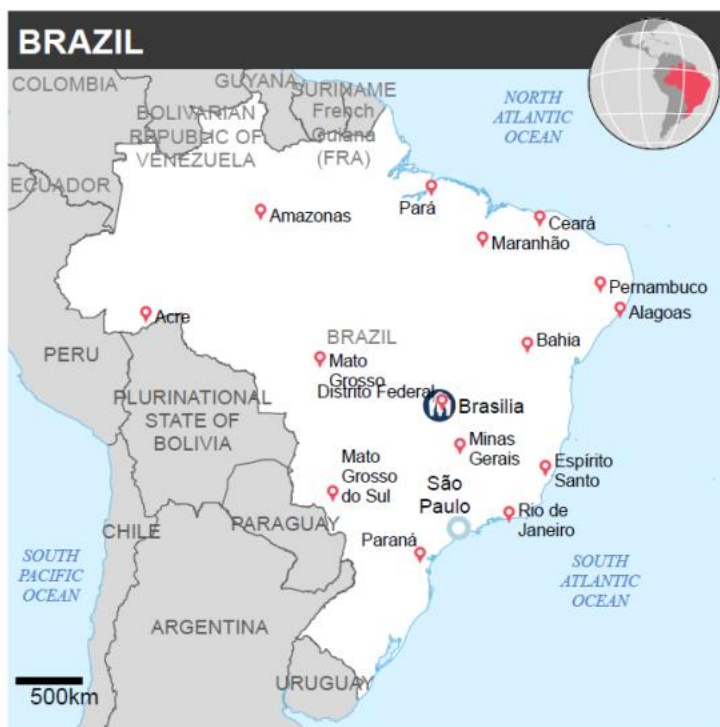 BRAZIL
COLOMBIA
GUYANA
SURINAME
French
Guiana
(FRA)
BOLIVARIAN
REPUBLIC OF
VENEZUELA
NORTH
ATLANTIC
OCEAN
ECUADOR
Amazonas
Pará
Ceará
Maranhão
Pernambuco
Alagoas
Acre
BRAZIL
Bahia
PERU
Mato
Grosso
Distrito Federal
Brasilia
PLURINATIONAL
STATE OF
BOLIVIA
Minas
Gerais
Mato
Grosso
do Sul
São
Paulo
Espírito
Santo
Rio de
Janeiro
CHILE
PARAGUAY
Paraná
SOUTH
PACIFIC
OCEAN
SOUTH
ATLANTIC
OCEAN
ARGENTINA
URUGUAY
500km